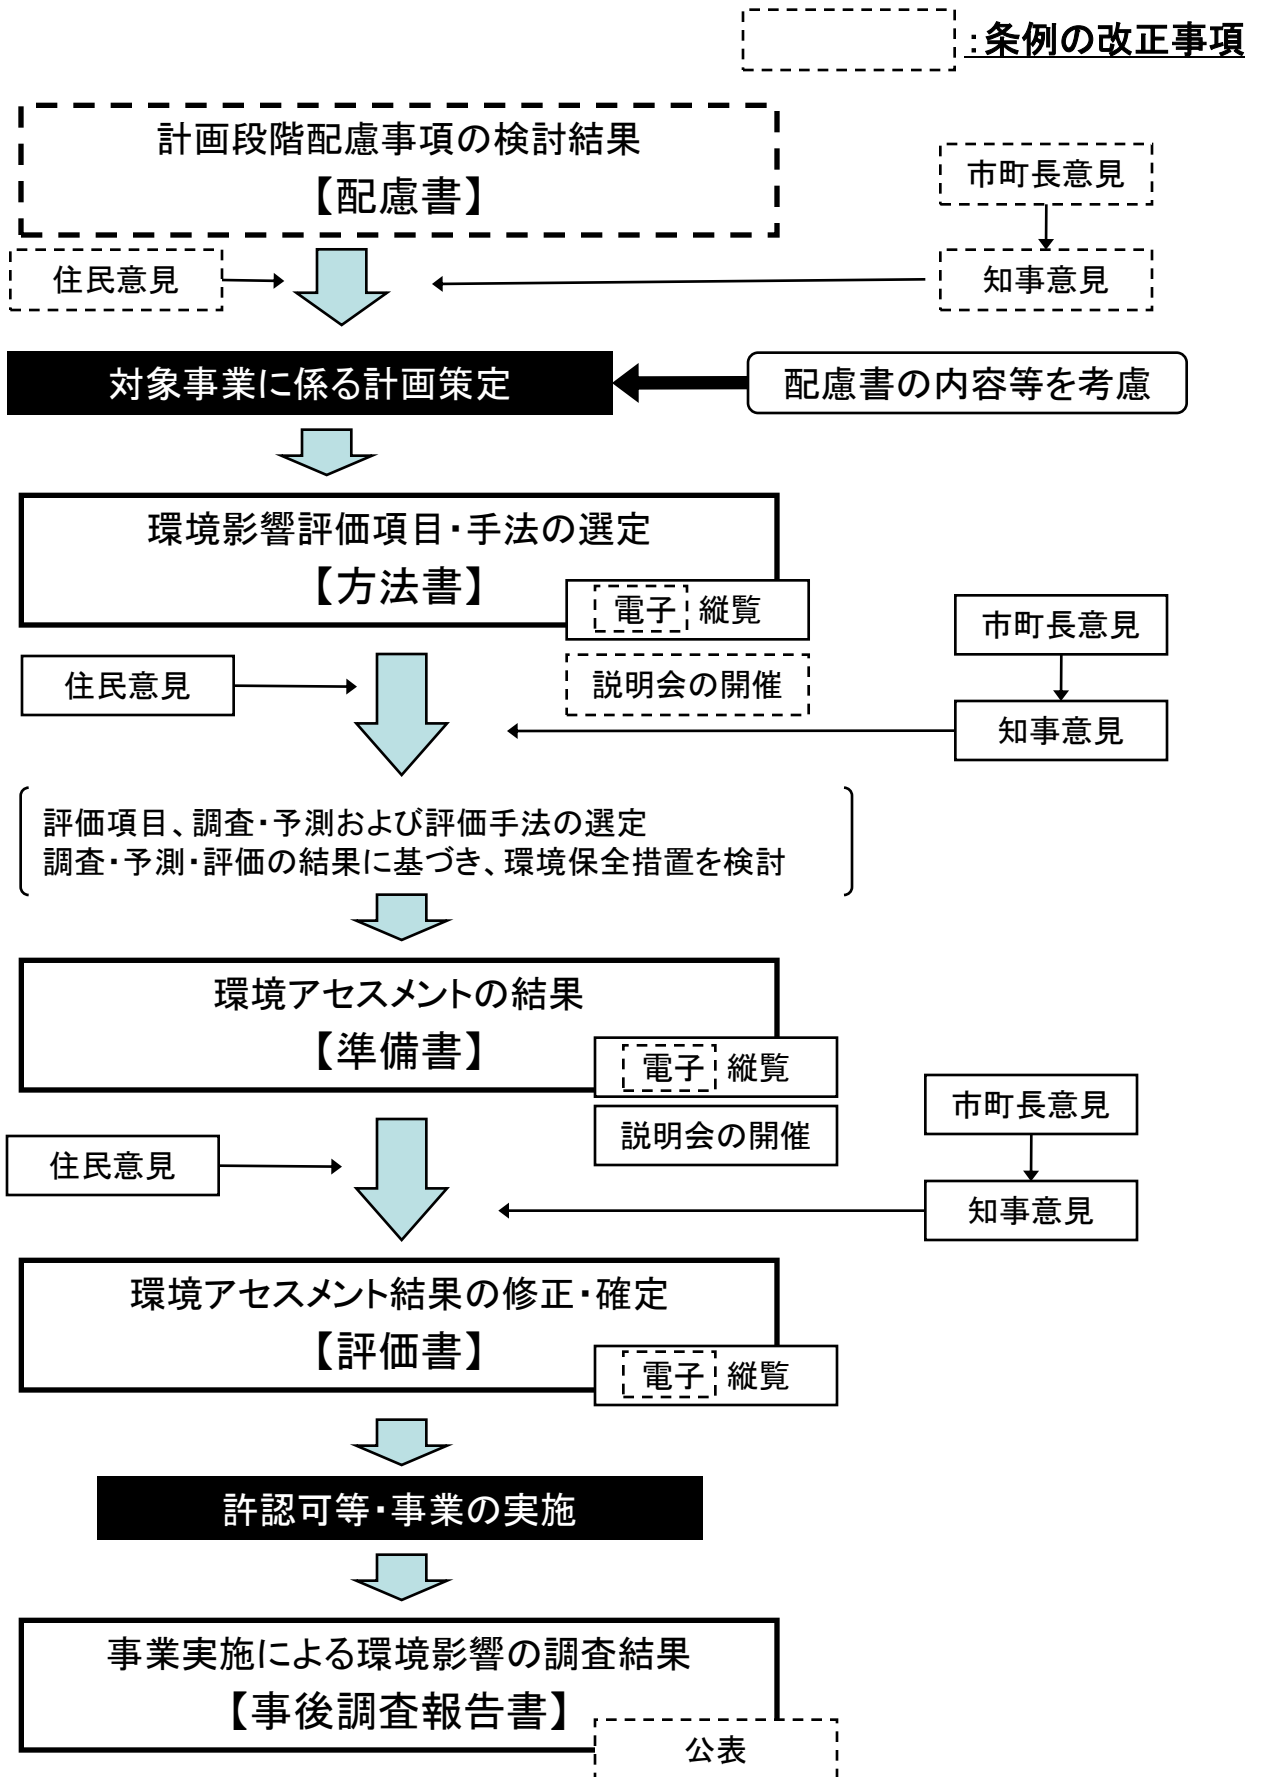 ：条例の改正事項
計画段階配慮事項の検討結果
【配慮書】
市町長意見
住民意見
知事意見
対象事業に係る計画策定
配慮書の内容等を考慮
環境影響評価項目・手法の選定
【方法書】
電子 縦覧
市町長意見
住民意見
説明会の開催
知事意見
評価項目、調査・予測および評価手法の選定
調査・予測・評価の結果に基づき、環境保全措置を検討
環境アセスメントの結果
【準備書】
電子 縦覧
市町長意見
説明会の開催
住民意見
知事意見
環境アセスメント結果の修正・確定
【評価書】
電子 縦覧
許認可等・事業の実施
事業実施による環境影響の調査結果
【事後調査報告書】
公表